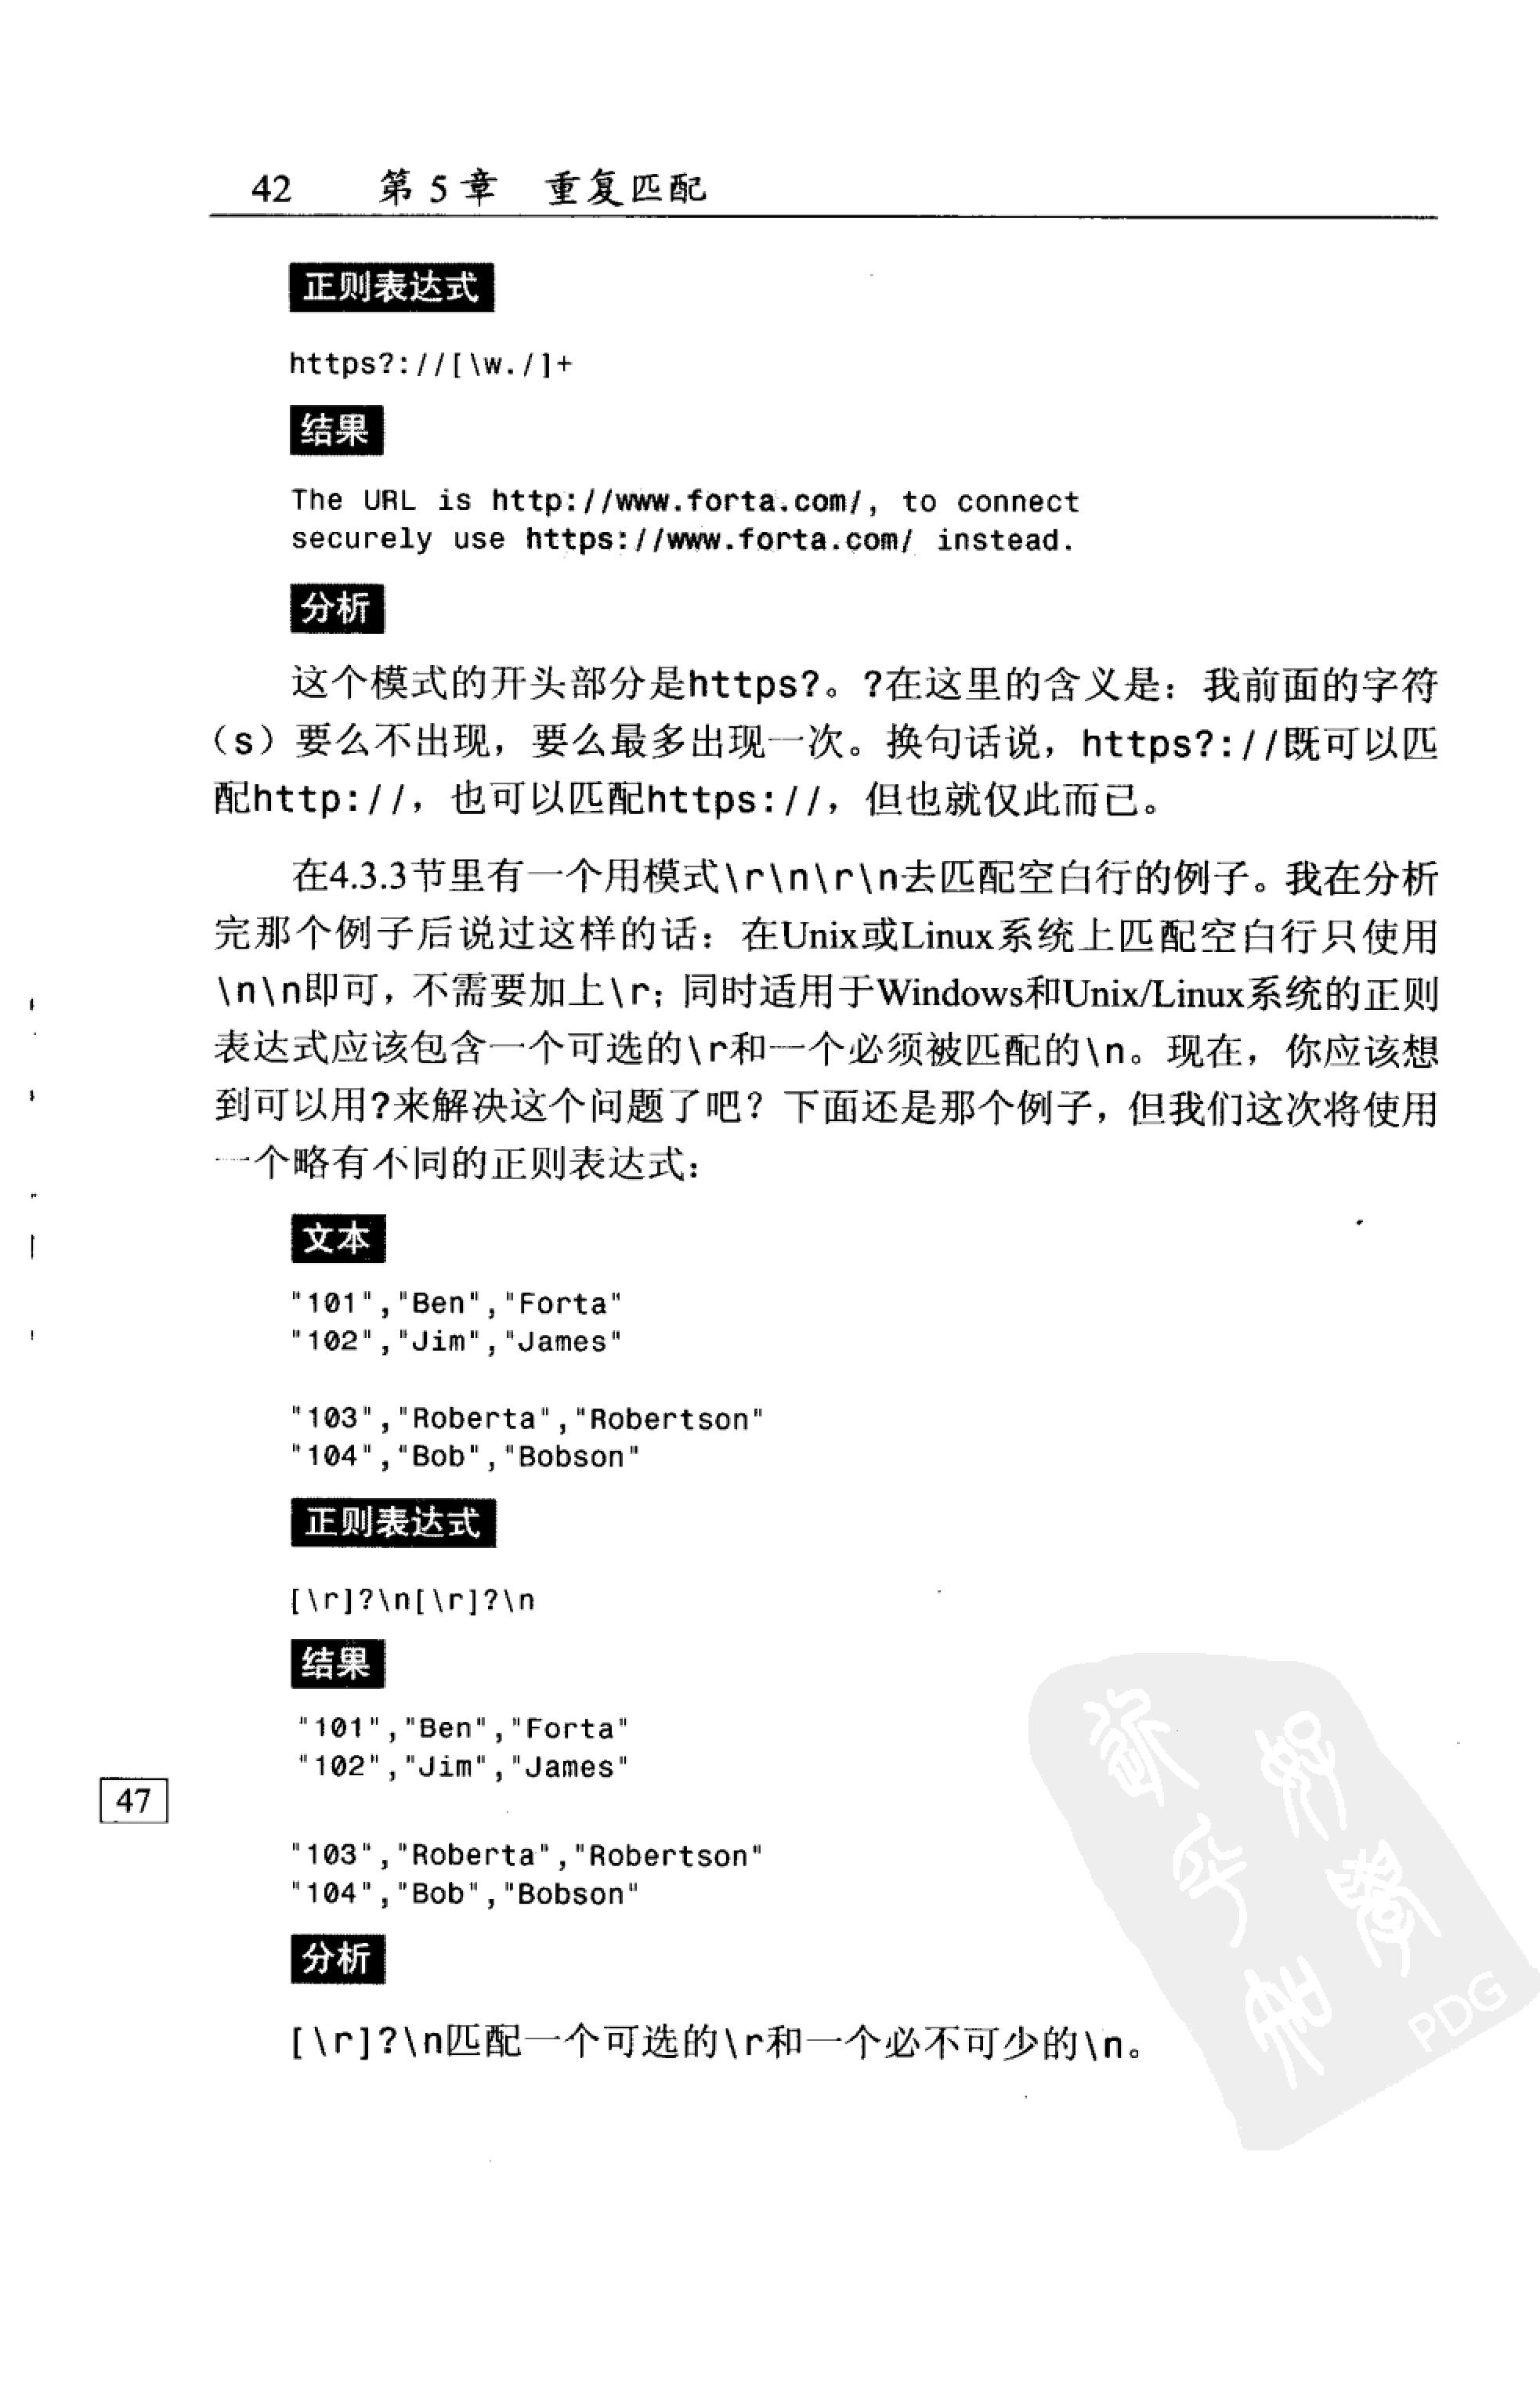 42 第5章 重复匹配
正则表达式
https?://[\w./]+
结果
The URL is http://www.forta.com/, to connect
securely use https://www.forta.com/ instead.
分析
这个模式的开头部分是https?。?在这里的含义是：我前面的字符
（s）要么不出现，要么最多出现一次。换句话说，https?://既可以匹
配http://，也可以匹配https://，但也就仅此而已。
在4.3.3节里有一个用模式\r\n\r\n去匹配空白行的例子。我在分析
完那个例子后说过这样的话：在Unix或Linux系统上匹配空白行只使用
\n\n即可，不需要加上\r；同时适用于Windows和Unix/Linux系统的正则
表达式应该包含一个可选的\r和一个必须被匹配的\n。现在，你应该想
到可以用?来解决这个问题了吧？下面还是那个例子，但我们这次将使用
一个略有不同的正则表达式：
文本
"101","Ben","Forta"
"102","Jim","James"
"103","Roberta","Robertson"
"104","Bob","Bobson"
正则表达式
[\r]?\n[\r]?\n
结果
"101","Ben","Forta"
"102","Jim","James"
47
"103","Roberta","Robertson"
"104","Bob","Bobson"
分析
[\r]?\n匹配一个可选的\r和一个必不可少的\n。
PDG